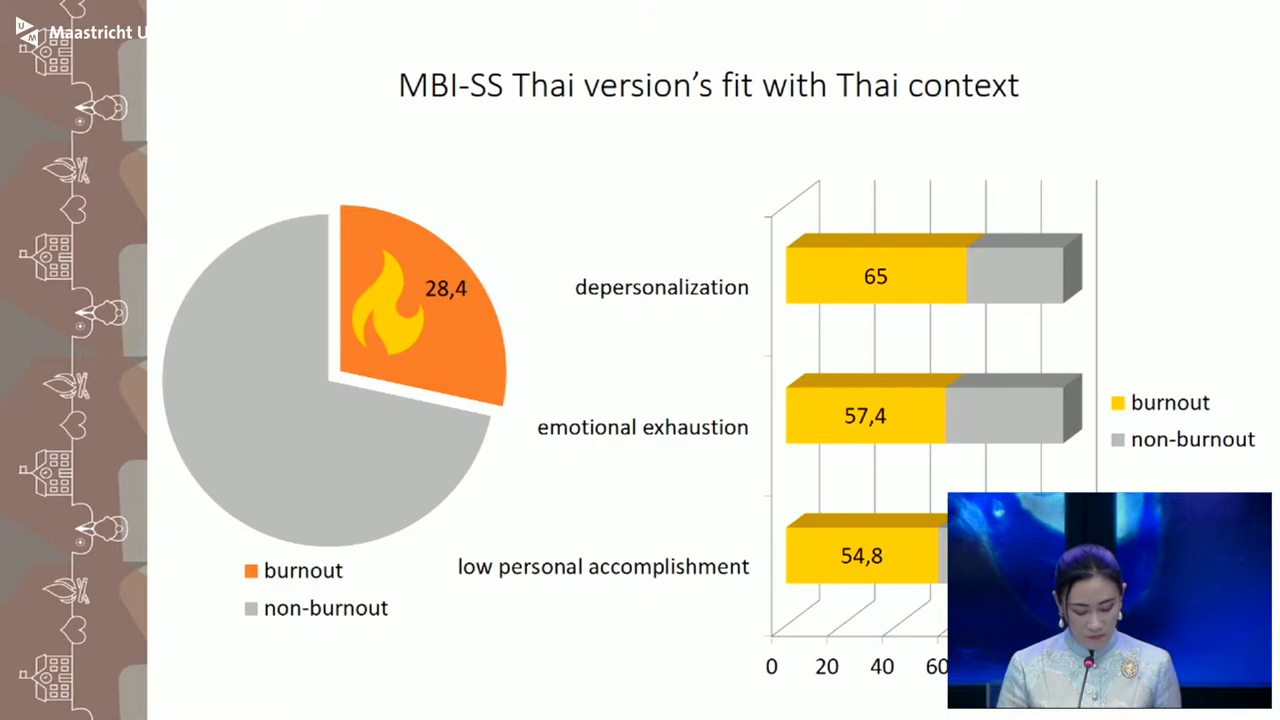 Maastricht U
MBI-SS Thai version’s fit with Thai context
28,4
burnout
non-burnout
depersonalization
65
emotional exhaustion
57,4
low personal accomplishment
54,8
0 20 40 60
burnout
non-burnout